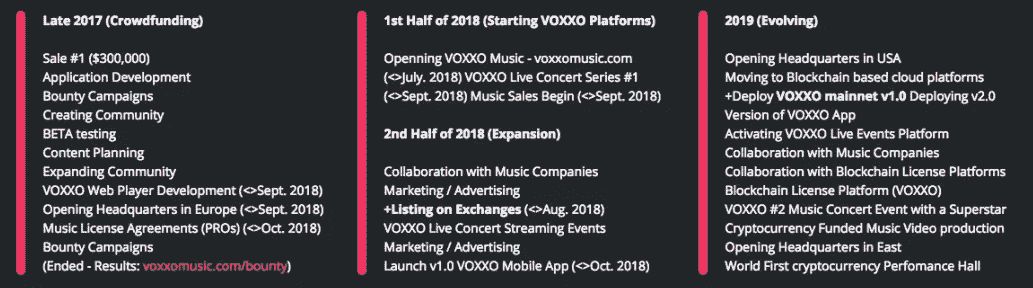 Late 2017 (Crowdfunding)
Sale #1 ($300,000)
Application Development
Bounty Campaigns
Creating Community
BETA testing
Content Planning
Expanding Community
VOXXO Web Player Development (<>Sept. 2018)
Opening Headquarters in Europe (<>Sept. 2018)
Music License Agreements (PROs) (<>Oct. 2018)
Bounty Campaigns
(Ended - Results: voxxomusic.com/bounty)
1st Half of 2018 (Starting VOXXO Platforms)
Openning VOXXO Music - voxxomusic.com
(<>July. 2018) VOXXO Live Concert Series #1
(<>Sept. 2018) Music Sales Begin (<>Sept. 2018)
2nd Half of 2018 (Expansion)
Collaboration with Music Companies
Marketing / Advertising
+Listing on Exchanges (<>Aug. 2018)
VOXXO Live Concert Streaming Events
Marketing / Advertising
Launch v1.0 VOXXO Mobile App (<>Oct. 2018)
2019 (Evolving)
Opening Headquarters in USA
Moving to Blockchain based cloud platforms
+Deploy VOXXO mainnet v1.0 Deploying v2.0
Version of VOXXO App
Activating VOXXO Live Events Platform
Collaboration with Music Companies
Collaboration with Blockchain License Platforms
Blockchain License Platform (VOXXO)
VOXXO #2 Music Concert Event with a Superstar
Cryptocurrency Funded Music Video production
Opening Headquarters in East
World First cryptocurrency Perfomance Hall